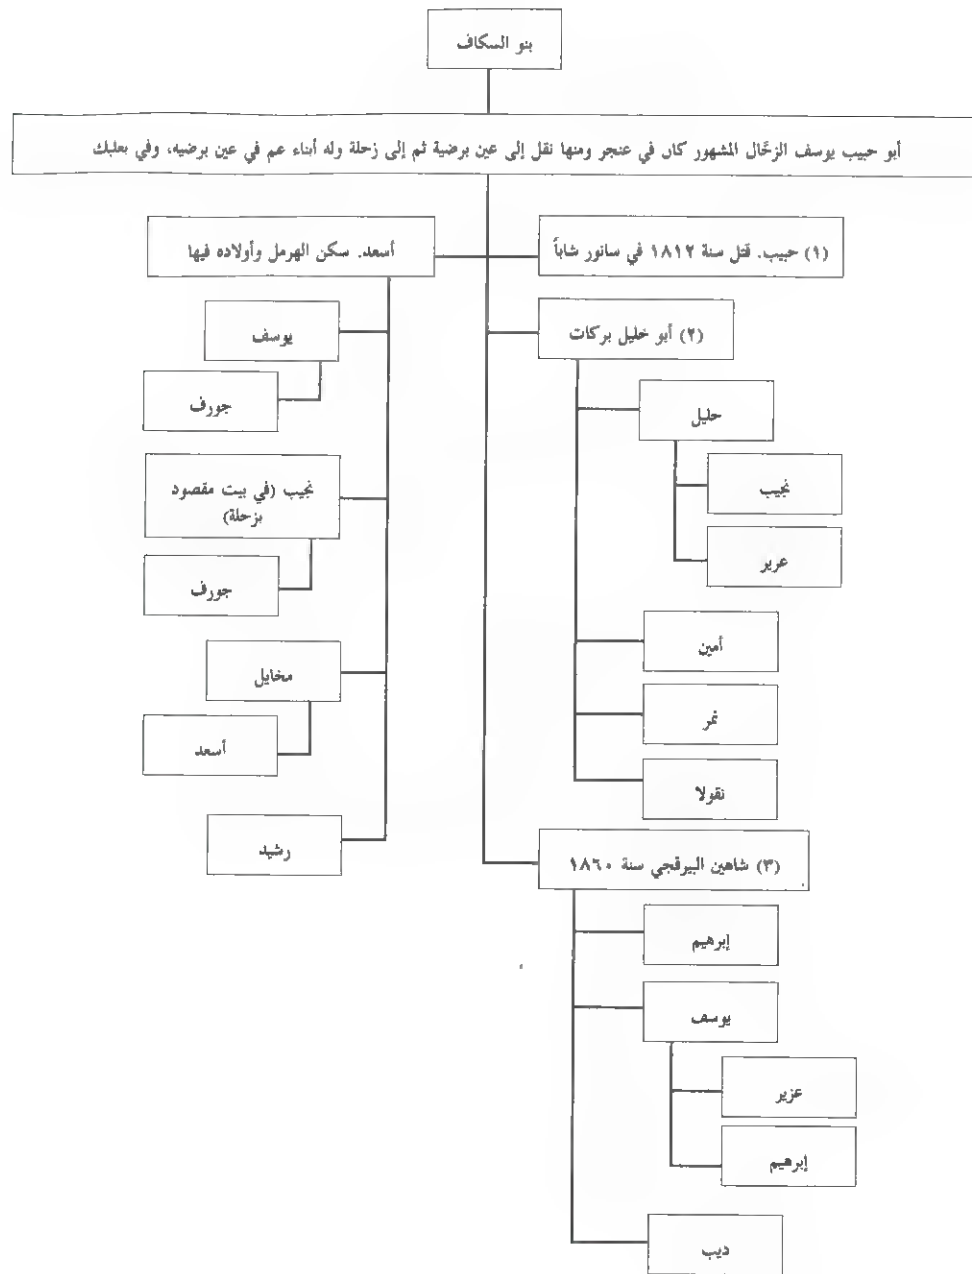 بنو السكاف
أبو حبيب يوسف الزحّال المشهور كان في عنجر ومنها نقل إلى عين برضية ثم إلى زحلة وله أبناء عم في عين برضيه، وفي بعلبك
(١) حبيب. قتل سنة ١٨١٢ في سانور شاباً
(٢) أبو خليل بركات
خليل
نجيب
عزير
أمين
نمر
نقولا
(٣) شاهين البيرقجي سنة ١٨٦٠
إبرهيم
يوسف
عزير
إبرهيم
ديب
أسعد. سكن الهرمل وأولاده فيها
يوسف
جورف
نجيب (في بيت مقصود
بزحلة)
جورف
مخايل
أسعد
رشيد